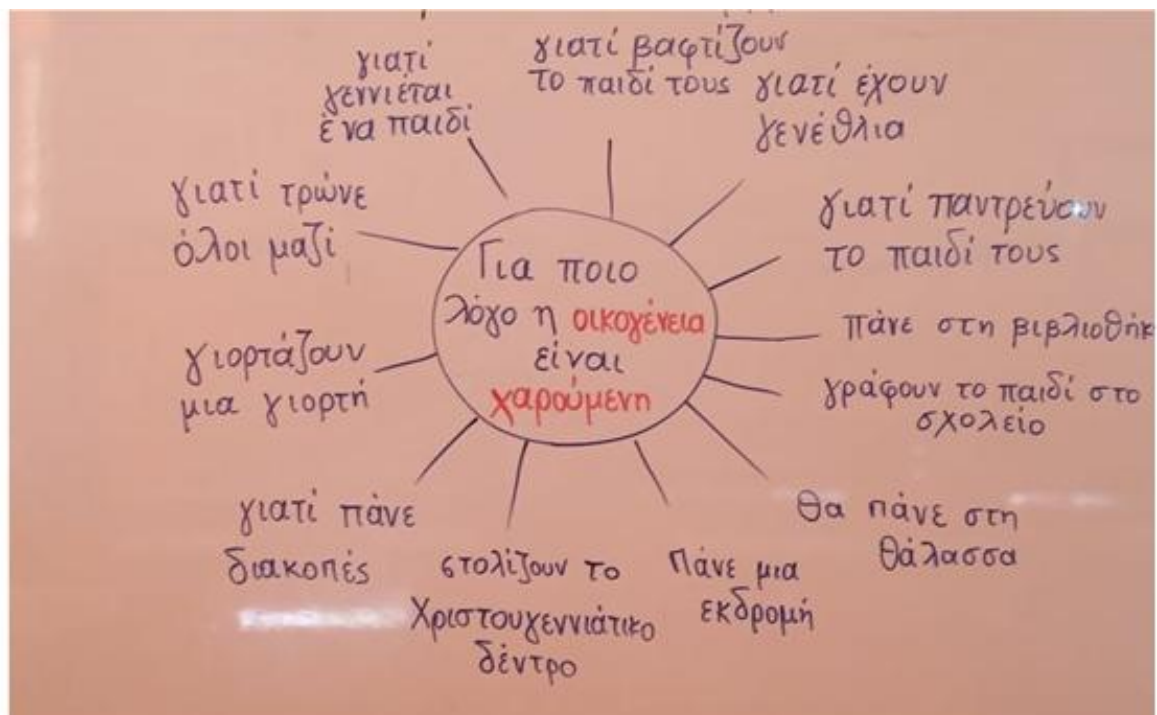 Για ποιο
λόγο η οικογένεια
είναι
χαρούμενη
γιατί
γεννιέται
ένα παιδί
γιατί βαφτίζουν
το παιδί τους
γιατί έχουν
γενέθλια
γιατί παντρεύουν
το παιδί τους
πάνε στη
γράφουν το παιδί στο
σχολείο
θα πάνε στη
θάλασσα
Πάνε μια
εκδρομή
στολίζουν το
Χριστουγεννιάτικο
δέντρο
γιατί πάνε
διακοπές
γιορτάζουν
μια γιορτή
γιατί τρώνε
όλοι μαζί